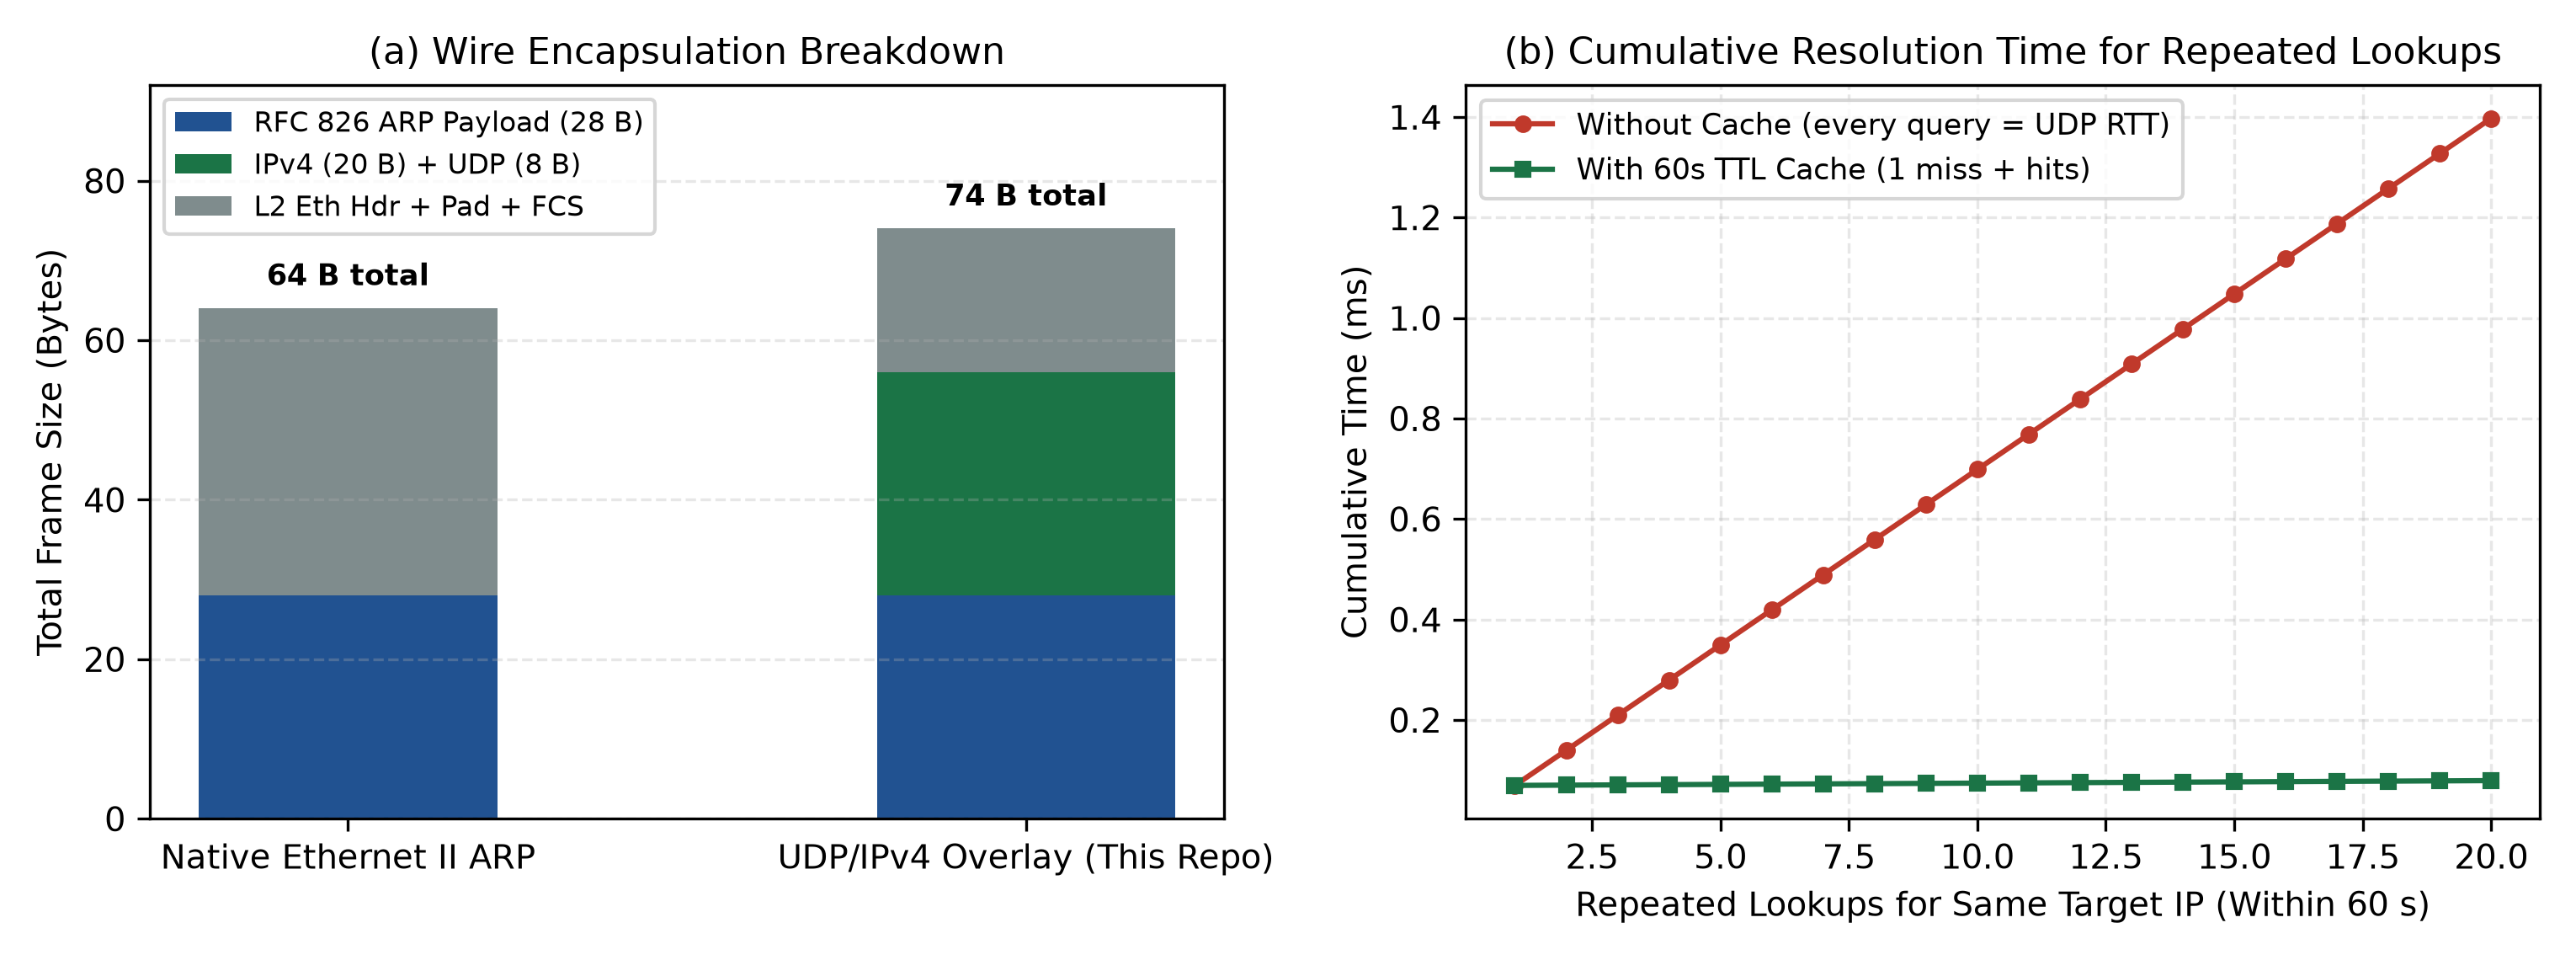 (a) Wire Encapsulation Breakdown
RFC 826 ARP Payload (28 B)
IPv4 (20 B) + UDP (8 B)
L2 Eth Hdr + Pad + FCS
64 B total
74 B total
Total Frame Size (Bytes)
80
60
40
20
0
Native Ethernet II ARP
UDP/IPv4 Overlay (This Repo)
(b) Cumulative Resolution Time for Repeated Lookups
Without Cache (every query = UDP RTT)
With 60s TTL Cache (1 miss + hits)
Cumulative Time (ms)
1.4
1.2
1.0
0.8
0.6
0.4
0.2
2.5 5.0 7.5 10.0 12.5 15.0 17.5 20.0
Repeated Lookups for Same Target IP (Within 60 s)